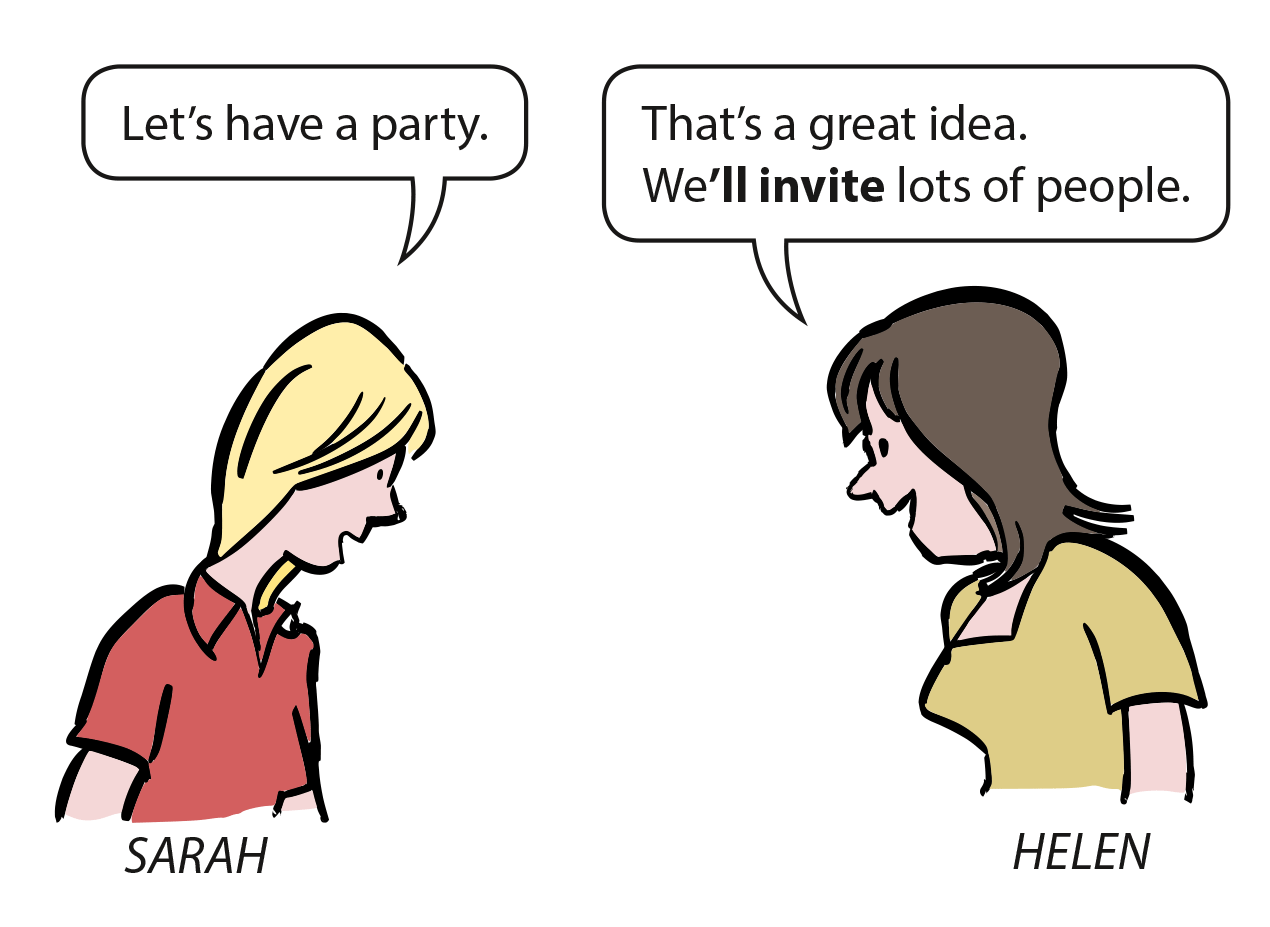 Let’s have a party.
That’s a great idea.
We’ll invite lots of people.
SARAH
HELEN